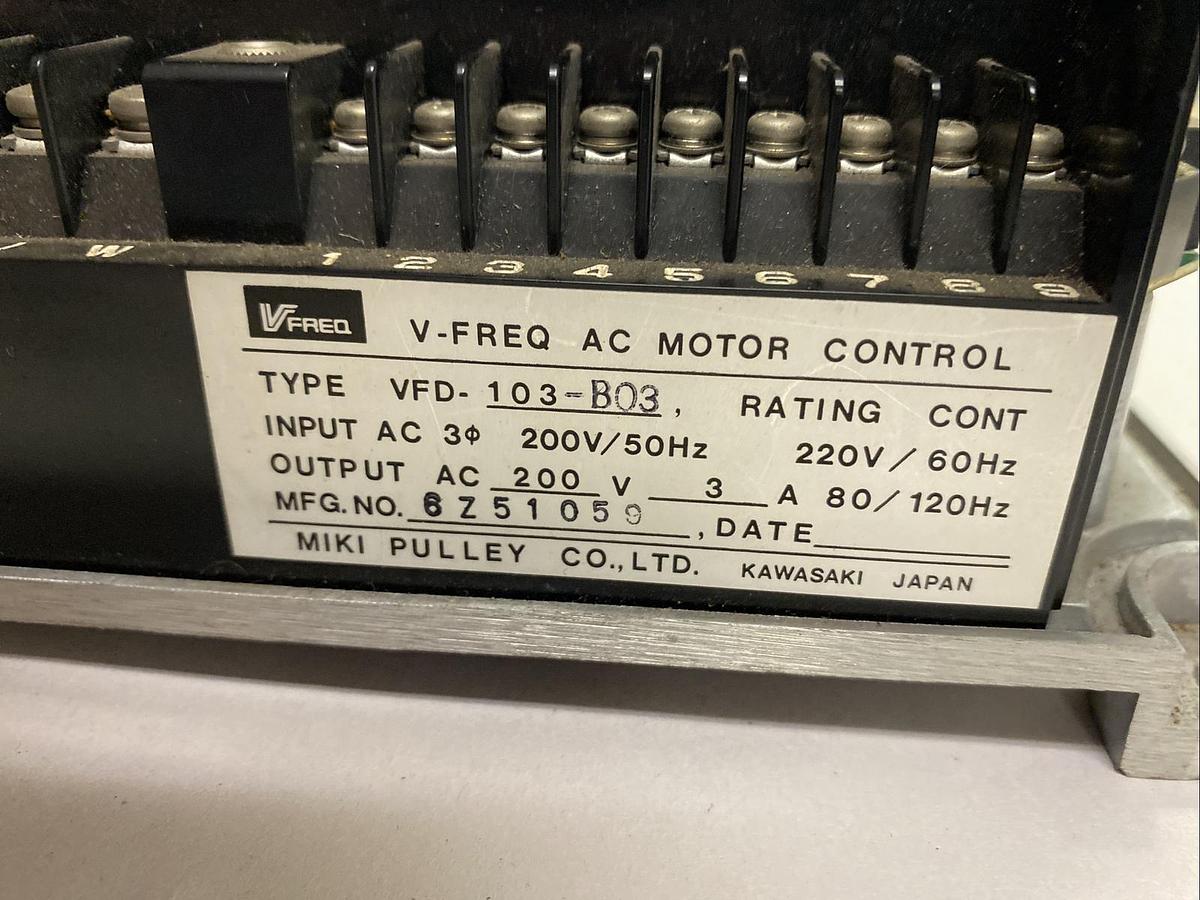 W 1 2 3 4 5 6 7 8 9
VFREQ V-FREQ AC MOTOR CONTROL
TYPE VFD- 103-B03, RATING CONT
INPUT AC 3Φ 200V/50Hz 220V/60Hz
OUTPUT AC 200 V 3 A 80/120Hz
MFG.NO. 6Z51059, DATE
MIKI PULLEY CO.,LTD. KAWASAKI JAPAN